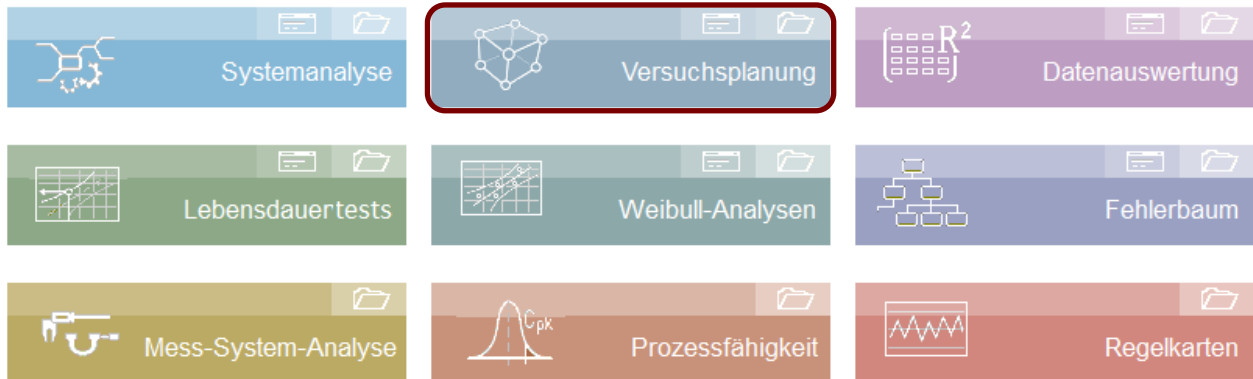 Systemanalyse
Versuchsplanung
R²
Datenauswertung
Lebensdauertests
Weibull-Analysen
Fehlerbaum
Mess-System-Analyse
Cpk
Prozessfähigkeit
Regelkarten